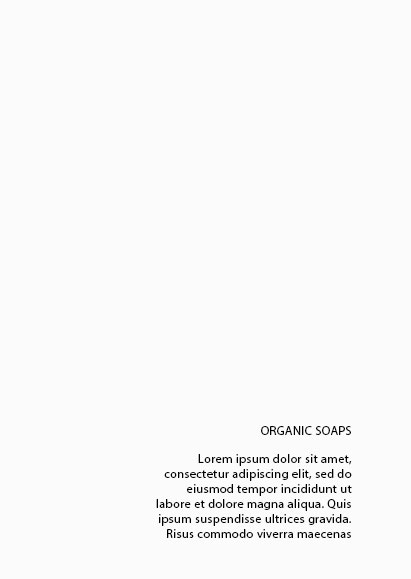 ORGANIC SOAPS
Lorem ipsum dolor sit amet,
consectetur adipiscing elit, sed do
eiusmod tempor incididunt ut
labore et dolore magna aliqua. Quis
ipsum suspendisse ultrices gravida.
Risus commodo viverra maecenas